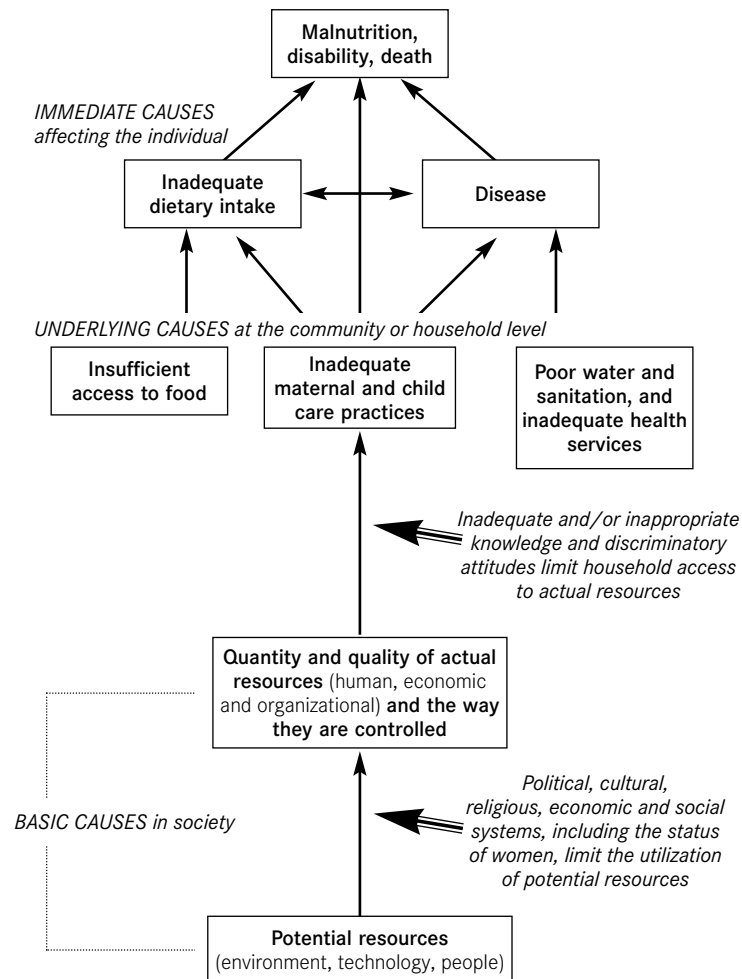 Malnutrition,
disability, death
IMMEDIATE CAUSES
affecting the individual
Inadequate
dietary intake
Disease
UNDERLYING CAUSES at the community or household level
Insufficient
access to food
Inadequate
maternal and child
care practices
Poor water and
sanitation, and
inadequate health
services
Inadequate and/or inappropriate
knowledge and discriminatory
attitudes limit household access
to actual resources
Quantity and quality of actual
resources (human, economic
and organizational) and the way
they are controlled
Political, cultural,
religious, economic and social
systems, including the status
of women, limit the utilization
of potential resources
BASIC CAUSES in society
Potential resources
(environment, technology, people)